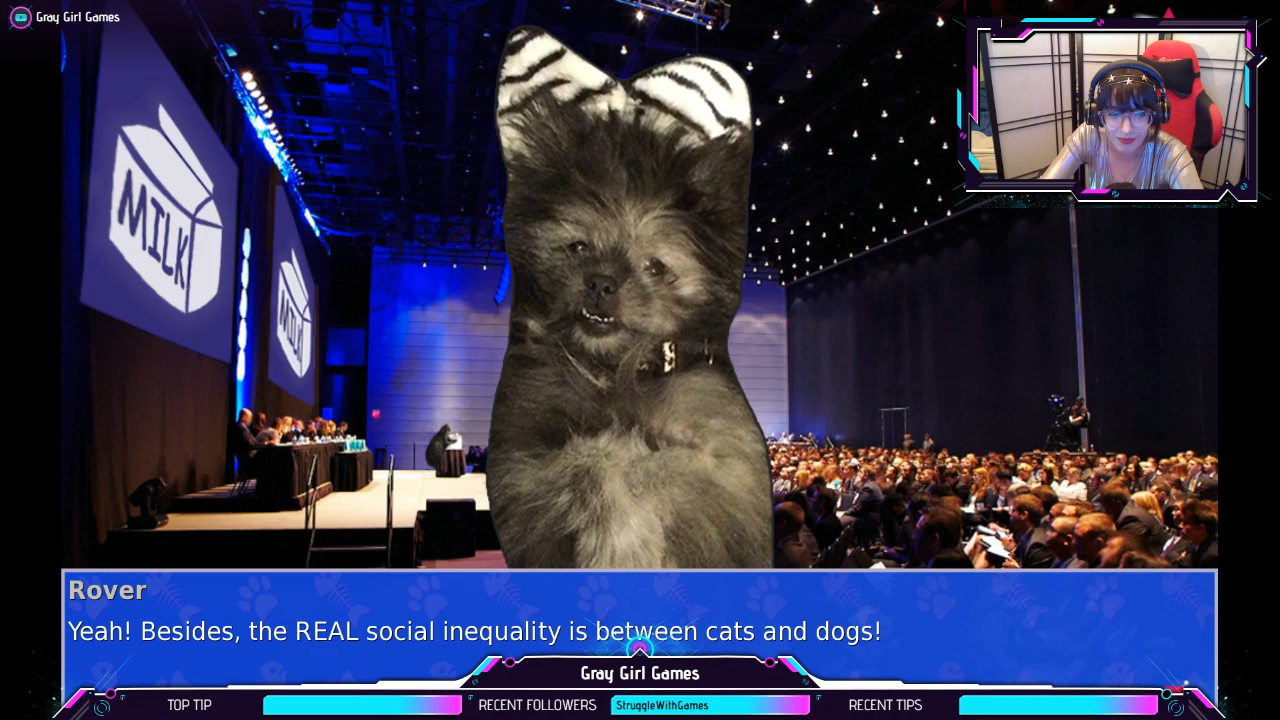 Gray Girl Games
MILK
MILK
Rover
Yeah! Besides, the REAL social inequality is between cats and dogs!
Gray Girl Games
TOP TIP
RECENT FOLLOWERS
StruggleWithGames
RECENT TIPS